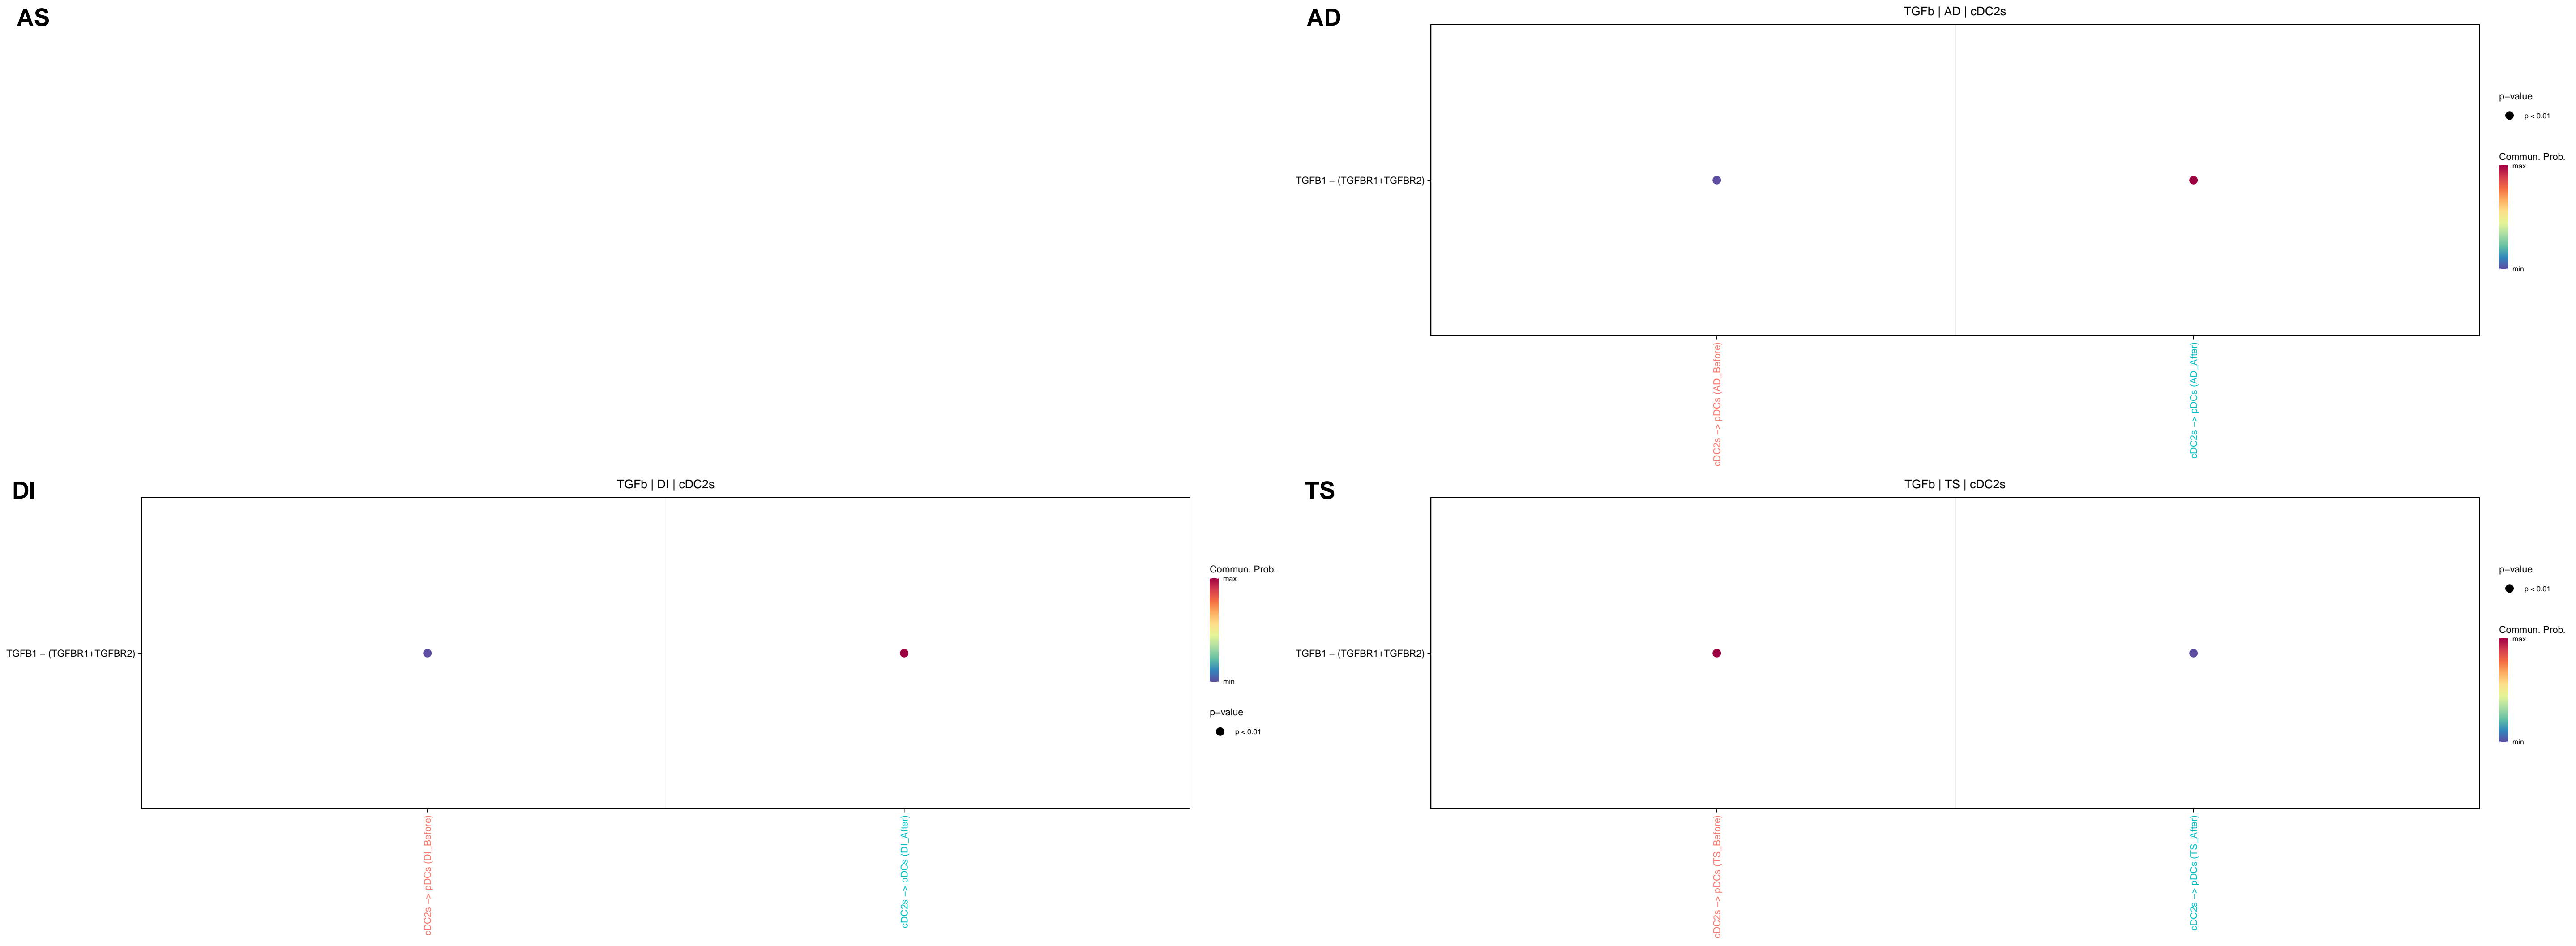 AS
AD
TGFb | AD | cDC2s
TGFB1 − (TGFBR1+TGFBR2)
cDC2s −> pDCs (AD_Before)
cDC2s −> pDCs (AD_After)
p−value
p < 0.01
Commun. Prob.
max
min
DI
TGFb | DI | cDC2s
TGFB1 − (TGFBR1+TGFBR2)
cDC2s −> pDCs (DI_Before)
cDC2s −> pDCs (DI_After)
Commun. Prob.
max
min
p−value
p < 0.01
TS
TGFb | TS | cDC2s
TGFB1 − (TGFBR1+TGFBR2)
cDC2s −> pDCs (TS_Before)
cDC2s −> pDCs (TS_After)
p−value
p < 0.01
Commun. Prob.
max
min